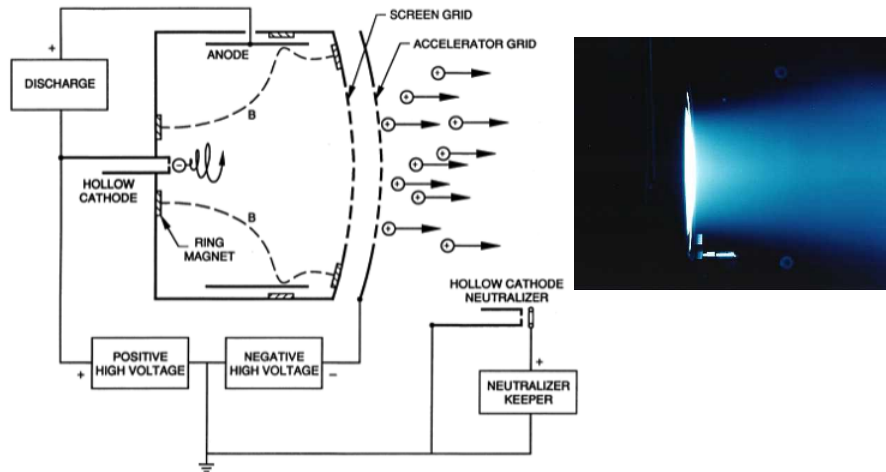 SCREEN GRID
ACCELERATOR GRID
+
ANODE
DISCHARGE
B
HOLLOW
CATHODE
B
RING
MAGNET
HOLLOW CATHODE
NEUTRALIZER
POSITIVE
HIGH VOLTAGE
NEGATIVE
HIGH VOLTAGE
+
−
+
NEUTRALIZER
KEEPER